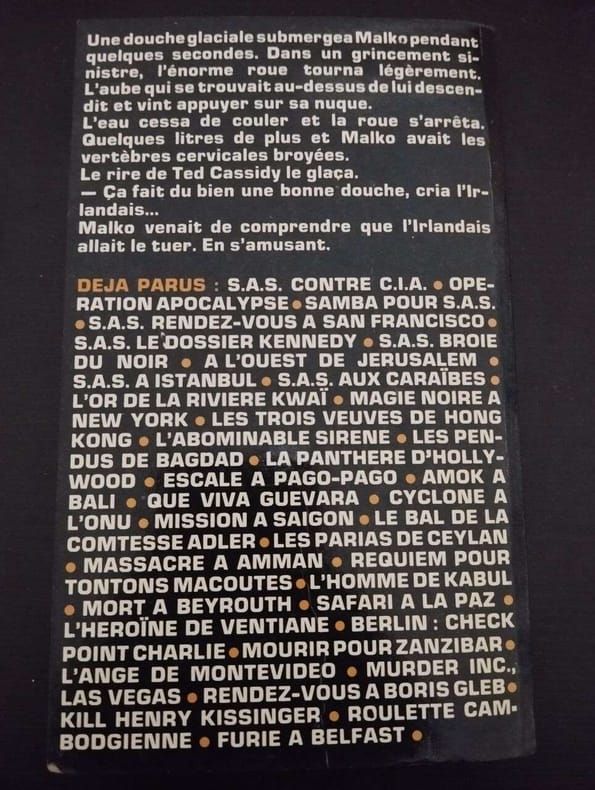 Une douche glaciale submergea Malko pendant
quelques secondes. Dans un grincement si-
nistre, l'énorme roue tourna légèrement.
L'aube qui se trouvait au-dessus de lui descen-
dit et vint appuyer sur sa nuque.
L'eau cessa de couler et la roue s'arrêta.
Quelques litres de plus et Malko avait les
vertèbres cervicales broyées.
Le rire de Ted Cassidy le glaça.
— Ça fait du bien une bonne douche, cria l'Ir-
landais...
Malko venait de comprendre que l'Irlandais
allait le tuer. En s'amusant.
DEJA PARUS : S.A.S. CONTRE C.I.A. • OPE-
RATION APOCALYPSE • SAMBA POUR S.A.S.
• S.A.S. RENDEZ-VOUS A SAN FRANCISCO •
S.A.S. LE DOSSIER KENNEDY • S.A.S. BROIE
DU NOIR • A L'OUEST DE JERUSALEM •
S.A.S. A ISTANBUL • S.A.S. AUX CARAÏBES •
L'OR DE LA RIVIERE KWAÏ • MAGIE NOIRE A
NEW YORK • LES TROIS VEUVES DE HONG
KONG • L'ABOMINABLE SIRENE • LES PEN-
DUS DE BAGDAD • LA PANTHERE D'HOLLY-
WOOD • ESCALE A PAGO-PAGO • AMOK A
BALI • QUE VIVA GUEVARA • CYCLONE A
L'ONU • MISSION A SAIGON • LE BAL DE LA
COMTESSE ADLER • LES PARIAS DE CEYLAN
• MASSACRE A AMMAN • REQUIEM POUR
TONTONS MACOUTES • L'HOMME DE KABUL
• MORT A BEYROUTH • SAFARI A LA PAZ •
L'HEROÏNE DE VENTIANE • BERLIN : CHECK
POINT CHARLIE • MOURIR POUR ZANZIBAR •
L'ANGE DE MONTEVIDEO • MURDER INC.,
LAS VEGAS • RENDEZ-VOUS A BORIS GLEB •
KILL HENRY KISSINGER • ROULETTE CAM-
BODGIENNE • FURIE A BELFAST •